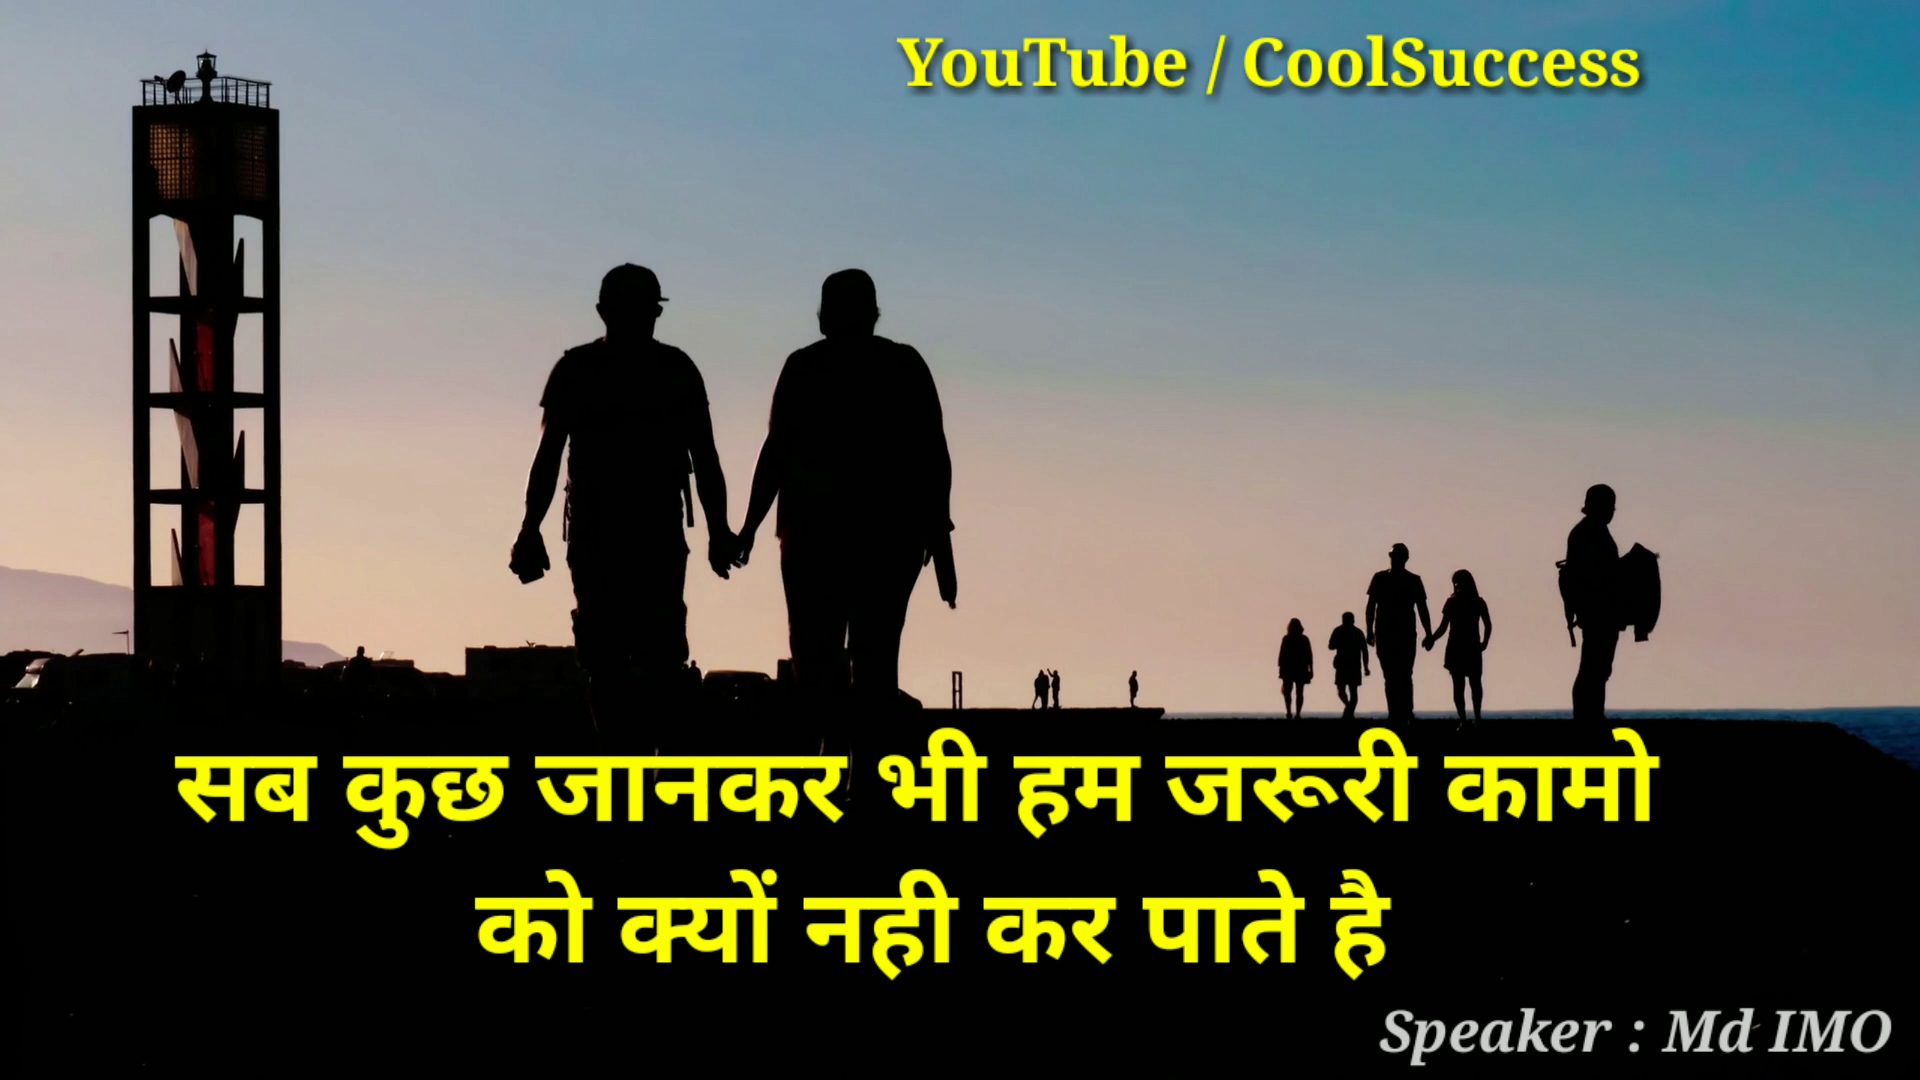 YouTube / CoolSuccess
सब कुछ जानकर भी हम जरूरी कामो
को क्यों नही कर पाते है
Speaker : Md IMO